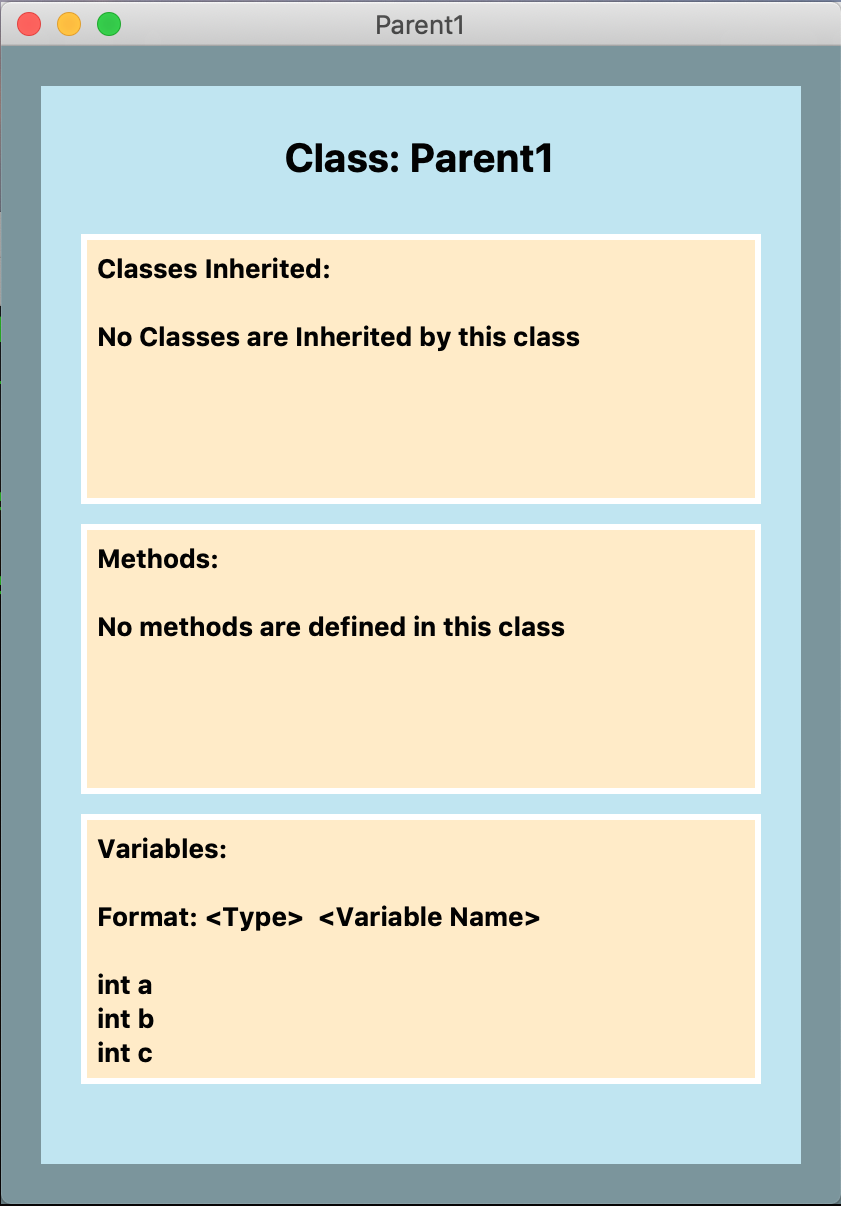 Parent1
Class: Parent1
Classes Inherited:
No Classes are Inherited by this class
Methods:
No methods are defined in this class
Variables:
Format: <Type>  <Variable Name>
int a
int b
int c